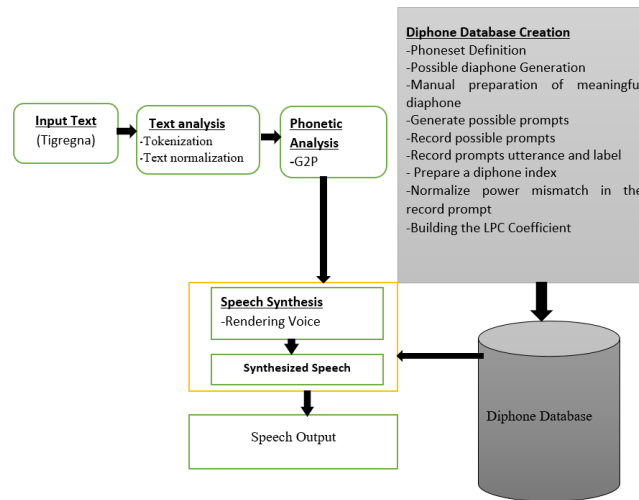 Input Text
(Tigregna)
Text analysis
-Tokenization
-Text normalization
Phonetic
Analysis
-G2P
Diphone Database Creation
-Phoneset Definition
-Possible diaphone Generation
-Manual preparation of meaningfu
diaphone
-Generate possible prompts
-Record possible prompts
-Record prompts utterance and label
- Prepare a diphone index
-Normalize power mismatch in the
record prompt
-Building the LPC Coefficient
Speech Synthesis
-Rendering Voice
Synthesized Speech
Speech Output
Diphone Database